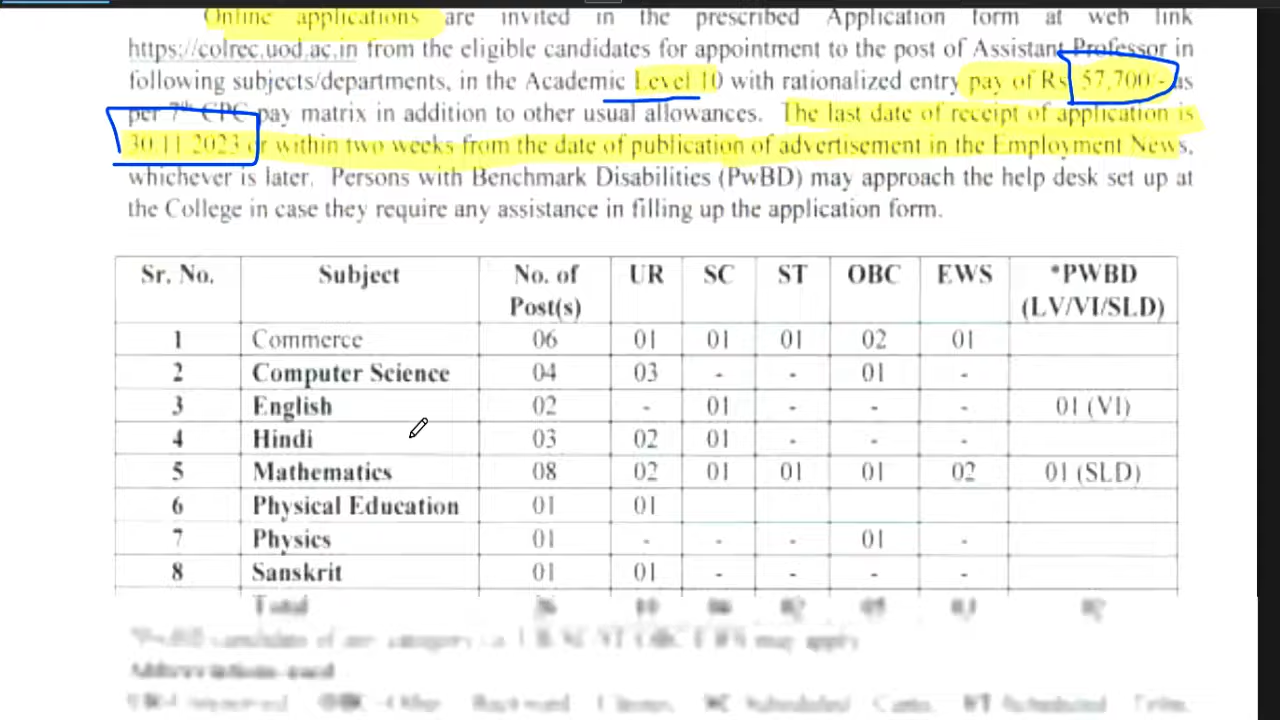 Online applications are invited in the prescribed Application form at web link
https://colrec.uod.ac.in from the eligible candidates for appointment to the post of Assistant Professor in
following subjects/departments, in the Academic Level 10 with rationalized entry pay of Rs. 57,700/- as
per 7th CPC pay matrix in addition to other usual allowances. The last date of receipt of application is
30.11.2023 or within two weeks from the date of publication of advertisement in the Employment News,
whichever is later. Persons with Benchmark Disabilities (PwBD) may approach the help desk set up at
the College in case they require any assistance in filling up the application form.
Sr. No. Subject No. of Post(s) UR SC ST OBC EWS *PWBD (LV/VI/SLD)
1 Commerce 06 01 01 01 02 01
2 Computer Science 04 03 - - 01 -
3 English 02 - 01 - - - 01 (VI)
4 Hindi 03 02 01 - - -
5 Mathematics 08 02 01 01 01 02 01 (SLD)
6 Physical Education 01 01
7 Physics 01 - - - 01 -
8 Sanskrit 01 01 - - - -
Total